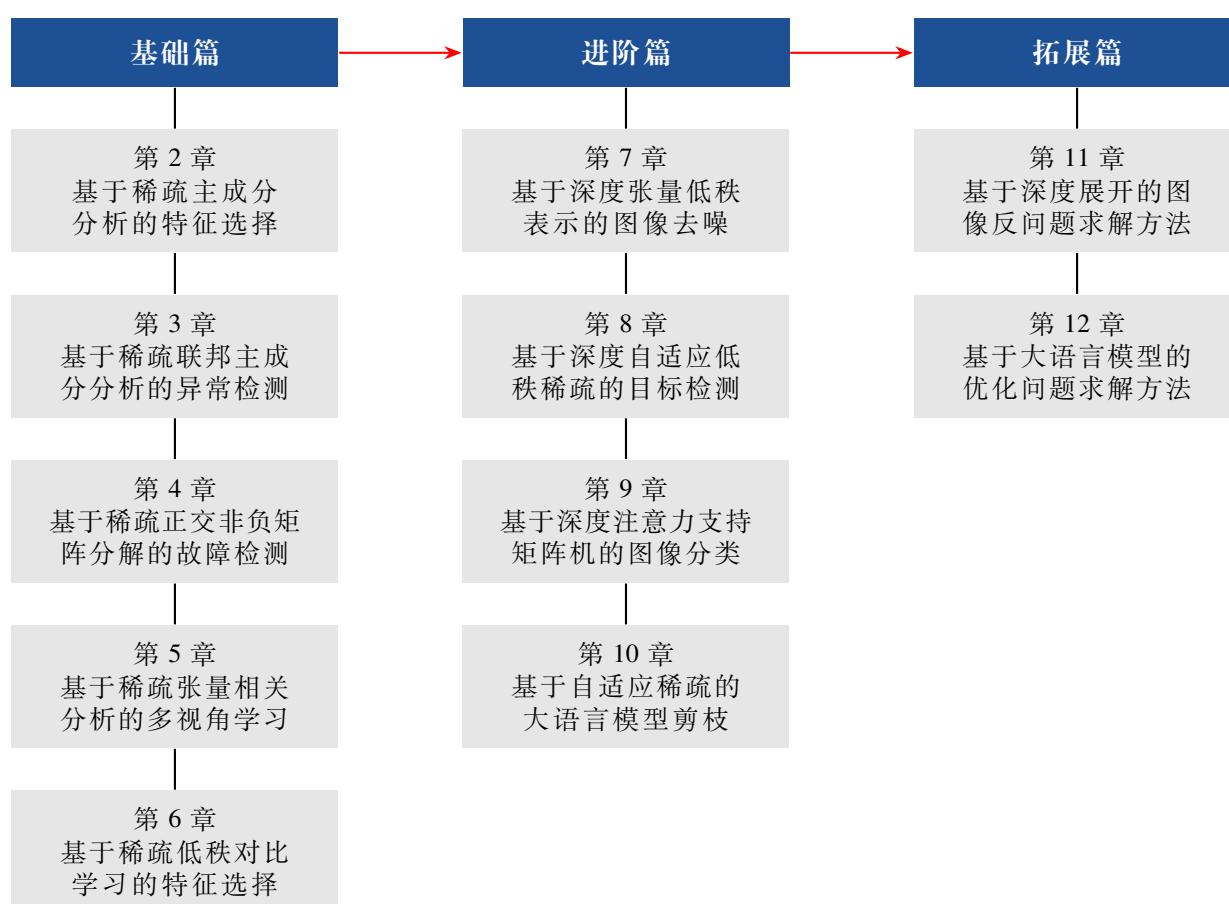 基础篇
第 2 章
基于稀疏主成分
分析的特征选择
第 3 章
基于稀疏联邦主成
分分析的异常检测
第 4 章
基于稀疏正交非负矩
阵分解的故障检测
第 5 章
基于稀疏张量相关
分析的多视角学习
第 6 章
基于稀疏低秩对比
学习的特征选择
进阶篇
第 7 章
基于深度张量低秩
表示的图像去噪
第 8 章
基于深度自适应低
秩稀疏的目标检测
第 9 章
基于深度注意力支持
矩阵机的图像分类
第 10 章
基于自适应稀疏的
大语言模型剪枝
拓展篇
第 11 章
基于深度展开的图
像反问题求解方法
第 12 章
基于大语言模型的
优化问题求解方法